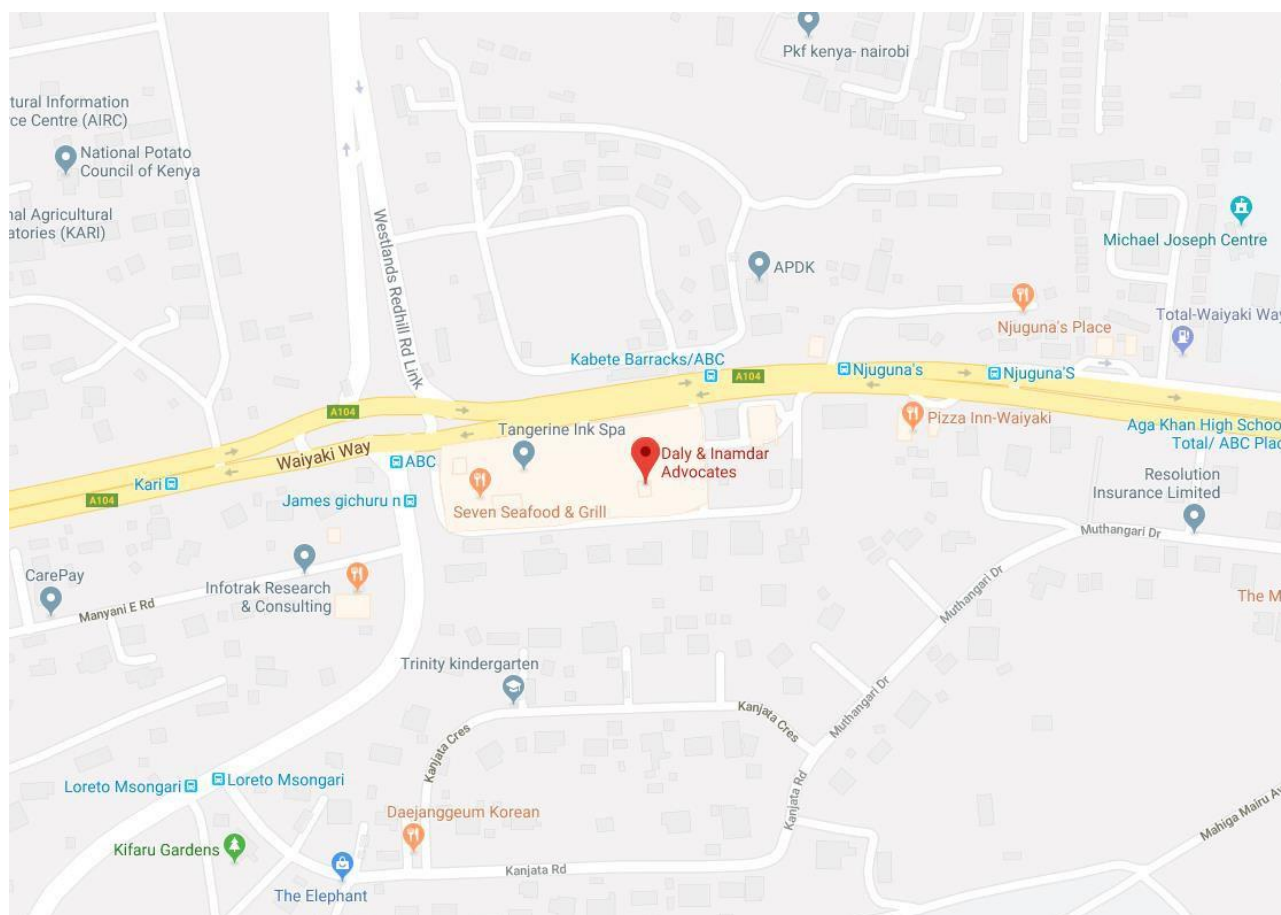 Pkf kenya- nairobi
tural Information
ce Centre (AIRC)
National Potato
Council of Kenya
nal Agricultural
atories (KARI)
Westlands Redhill Rd Link
Michael Joseph Centre
APDK
Njuguna's Place
Total-Waiyaki Way
Kabete Barracks/ABC
A104
Njuguna's
Njuguna'S
A104
Pizza Inn-Waiyaki
Aga Khan High School
Total/ ABC Plac
Tangerine Ink Spa
Daly & Inamdar
Advocates
Waiyaki Way
ABC
Kari
A104
James gichuru n
Seven Seafood & Grill
Resolution
Insurance Limited
Muthangari Dr
CarePay
Infotrak Research
& Consulting
Manyani E Rd
Muthangari Dr
The M
Trinity kindergarten
Kanjata Cres
Kanjata Cres
Muthangari Dr
Loreto Msongari
Loreto Msongari
Kanjata Rd
Daejanggeum Korean
Mahiga Mairu Av
Kifaru Gardens
The Elephant
Kanjata Rd